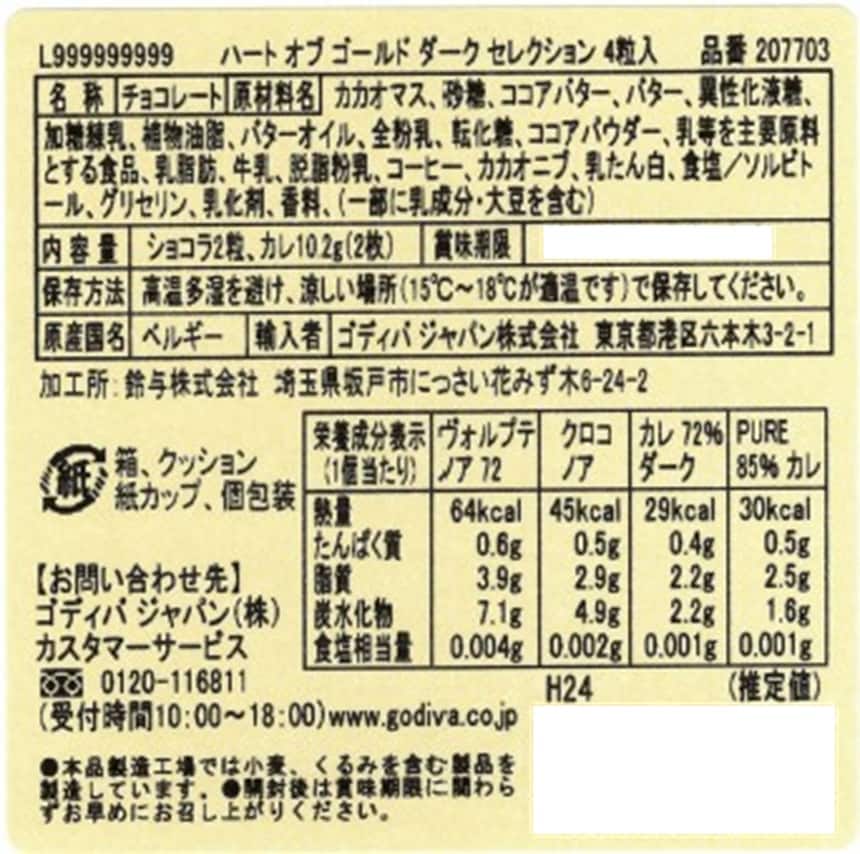 L999999999 ハート オブ ゴールド ダーク セレクション 4粒入 品番 207703
名 称 チョコレート 原材料名 カカオマス、砂糖、ココアバター、バター、異性化液糖、
加糖練乳、植物油脂、バターオイル、全粉乳、転化糖、ココアパウダー、乳等を主要原料
とする食品、乳脂肪、牛乳、脱脂粉乳、コーヒー、カカオニブ、乳たん白、食塩／ソルビト
ール、グリセリン、乳化剤、香料、(一部に乳成分・大豆を含む)
内 容 量 ショコラ2粒、カレ10.2g(2枚) 賞味期限
保存方法 高温多湿を避け、涼しい場所(15℃〜18℃が適温です)で保存してください。
原産国名 ベルギー 輸入者 ゴディバ ジャパン株式会社 東京都港区六本木3-2-1
加工所:鈴与株式会社 埼玉県坂戸市にっさい花みず木6-24-2
紙 箱、クッション
紙カップ、個包装
【お問い合わせ先】
ゴディバ ジャパン(株)
カスタマーサービス
0120-116811
(受付時間10:00〜18:00)www.godiva.co.jp
栄養成分表示 ヴォルプテ クロコ カレ 72% PURE
(1個当たり) ノア 72 ノア ダーク 85% カレ
熱量 64kcal 45kcal 29kcal 30kcal
たんぱく質 0.6g 0.5g 0.4g 0.5g
脂質 3.9g 2.9g 2.2g 2.5g
炭水化物 7.1g 4.9g 2.2g 1.6g
食塩相当量 0.004g 0.002g 0.001g 0.001g
H24 (推定値)
●本品製造工場では小麦、くるみを含む製品を
製造しています。●開封後は賞味期限に関わら
ずお早めにお召し上がりください。